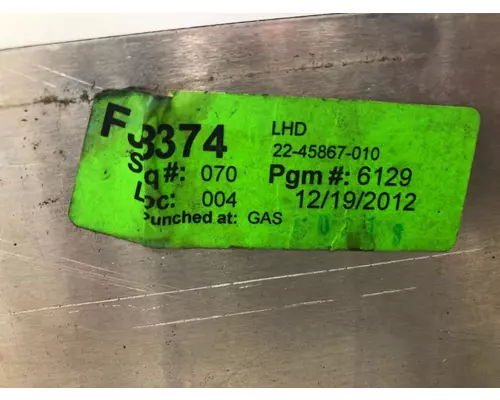 F 3374 LHD
Sq#: 070 22-45867-010
Loc: 004 Pgm #: 6129
Punched at: GAS 12/19/2012